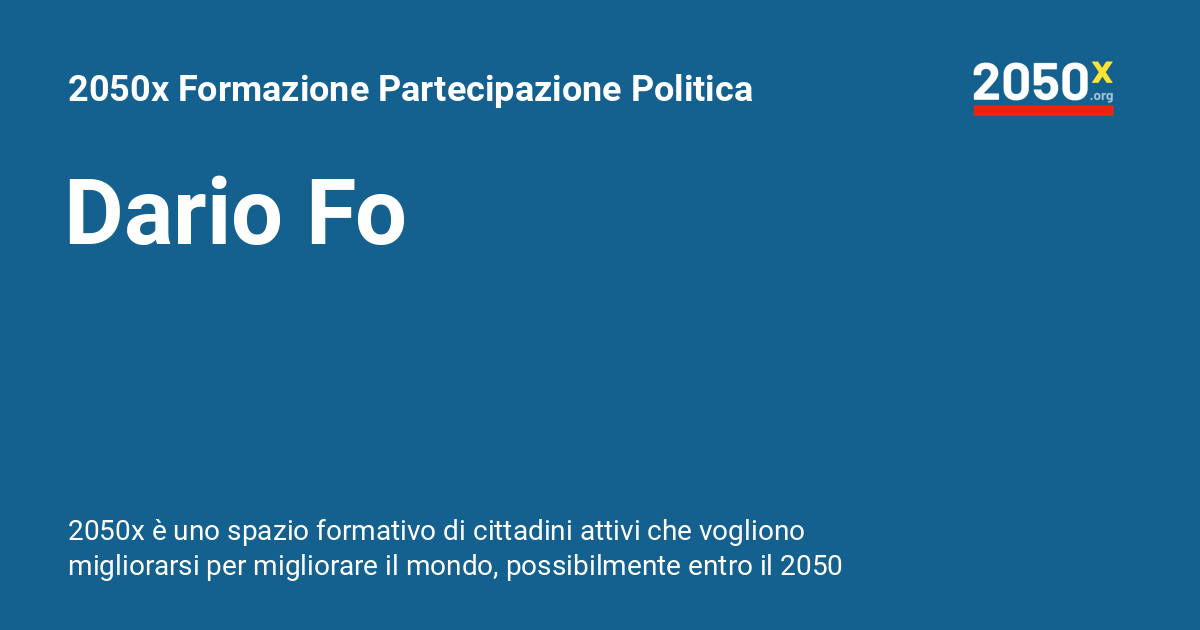 2050x Formazione Partecipazione Politica
2050x
.org
Dario Fo
2050x è uno spazio formativo di cittadini attivi che vogliono
migliorarsi per migliorare il mondo, possibilmente entro il 2050